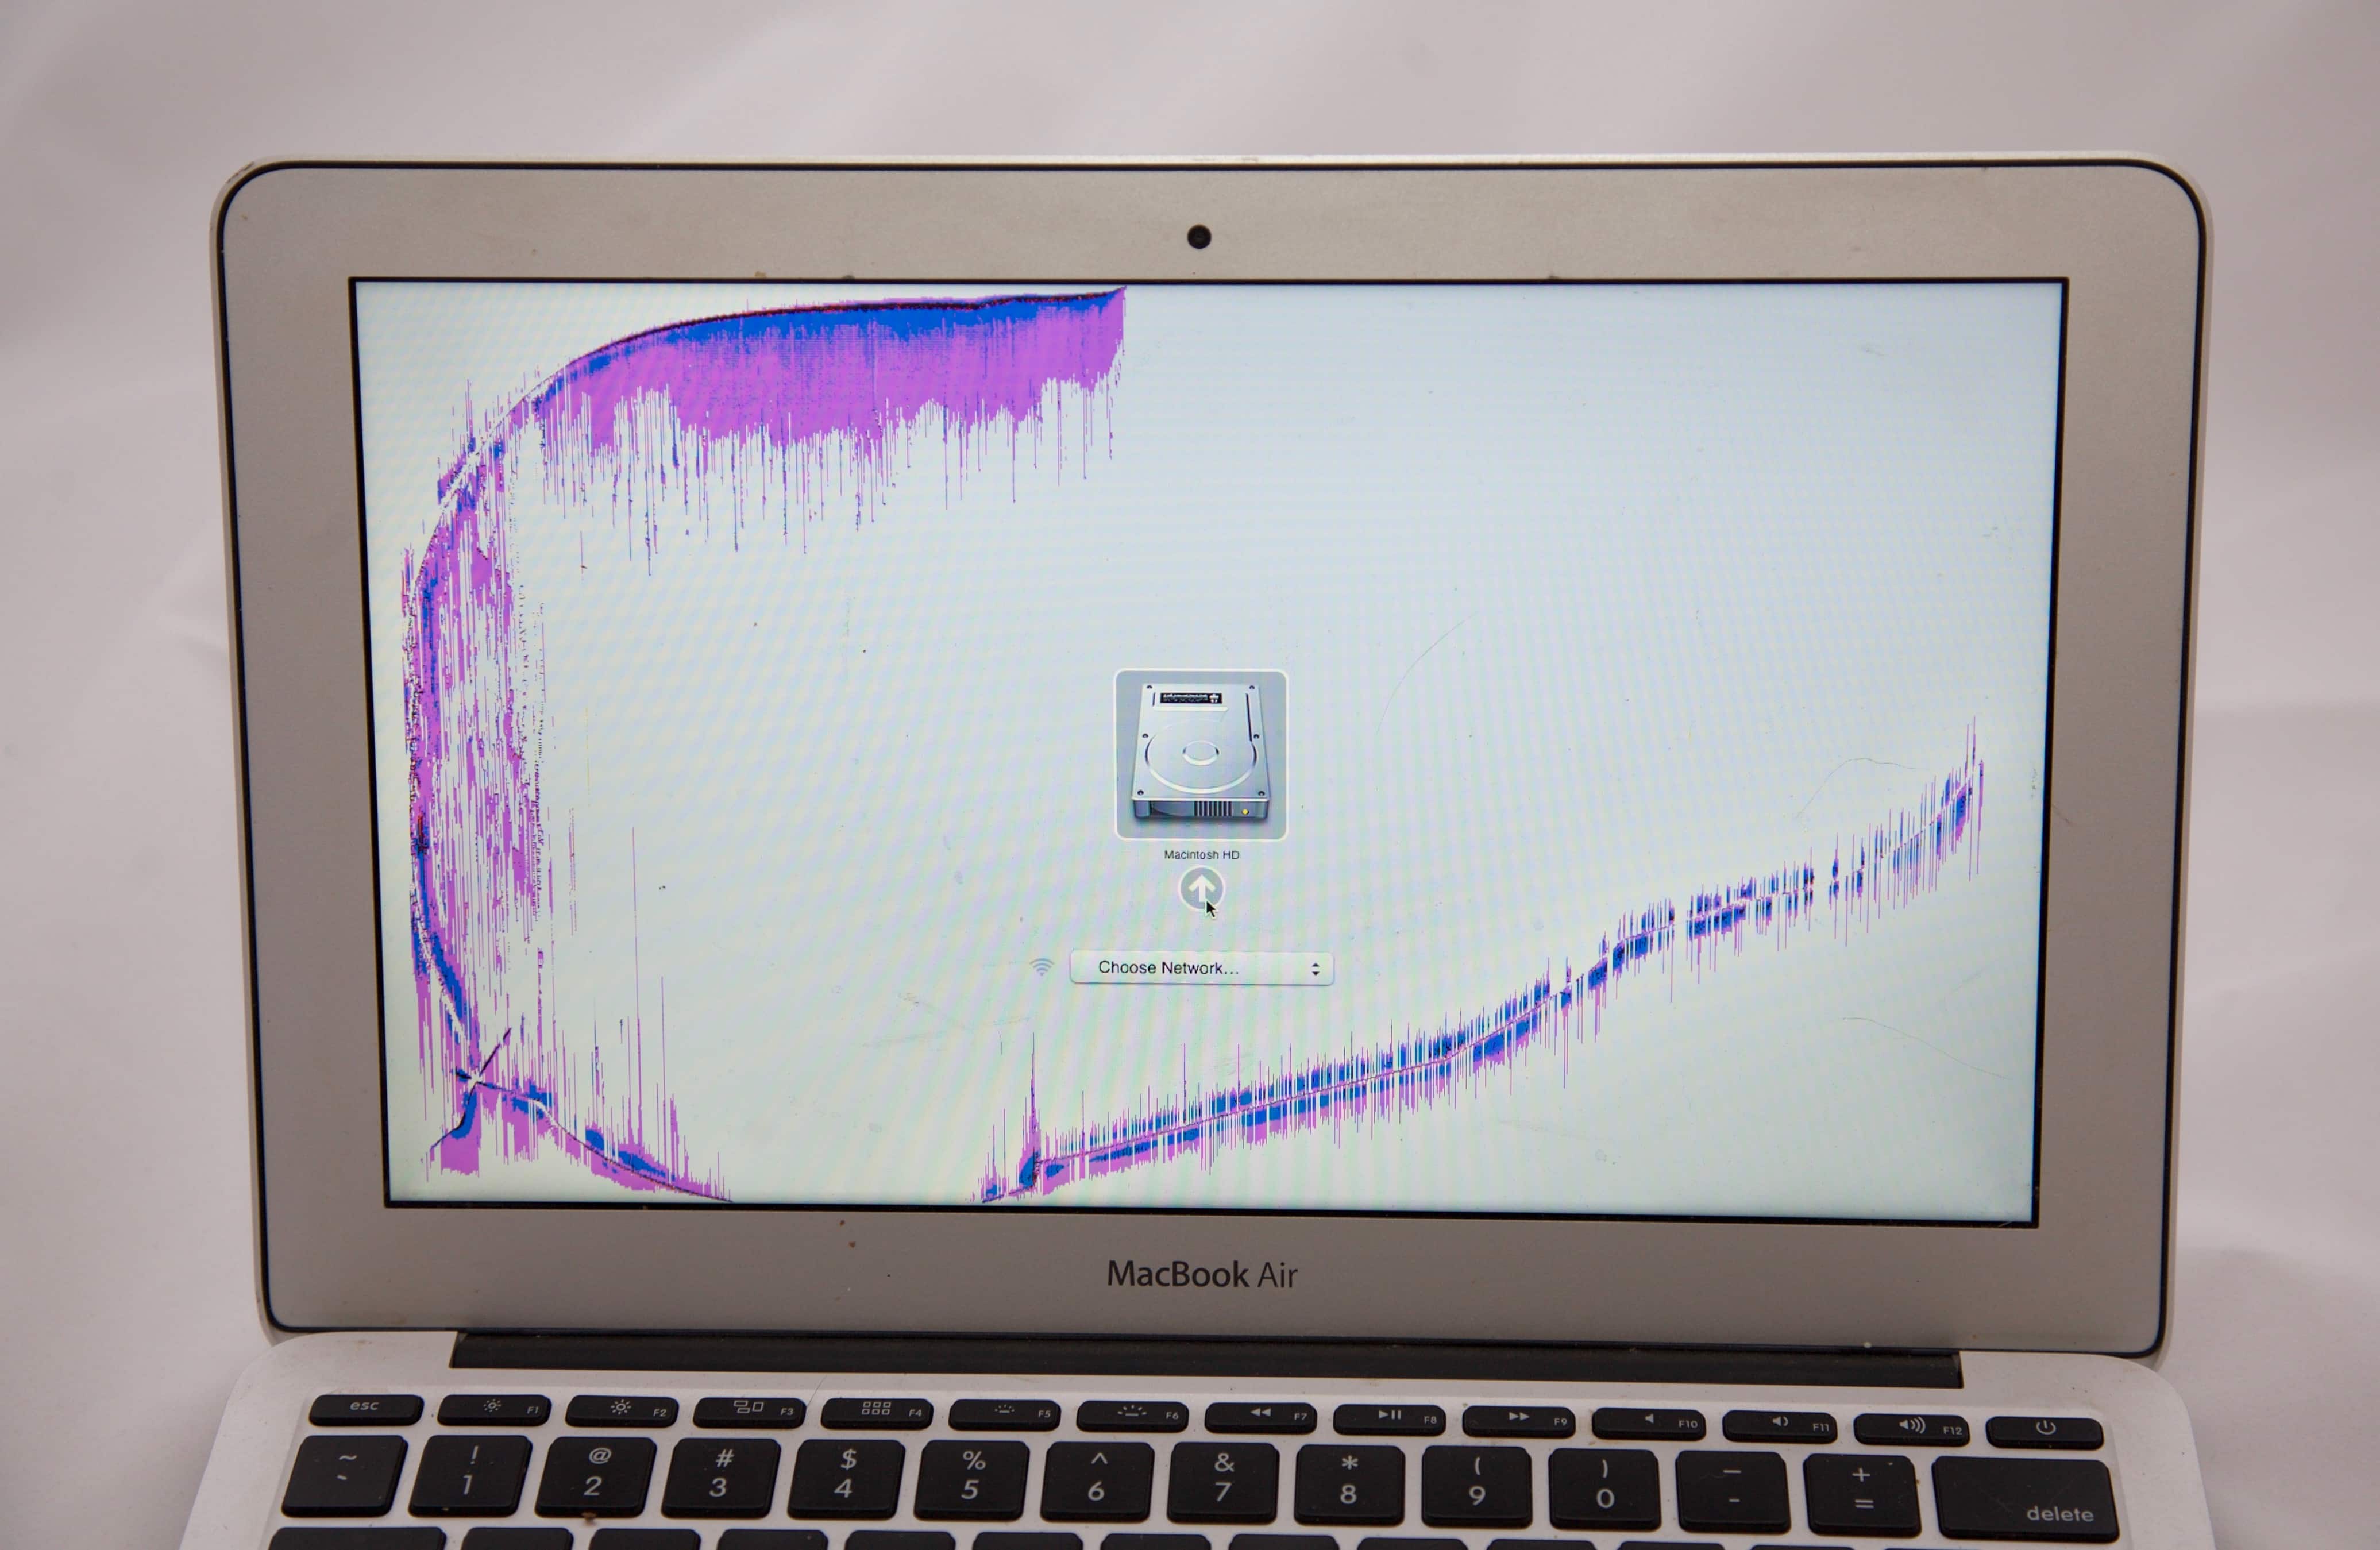 Macintosh HD
Choose Network...
MacBook Air
esc F1 F2 F3 F4 F5 F6 F7 F8 F9 F10 F11 F12
~ ! @ # $ % ^ & * ( ) — +
` 1 2 3 4 5 6 7 8 9 0 - = delete